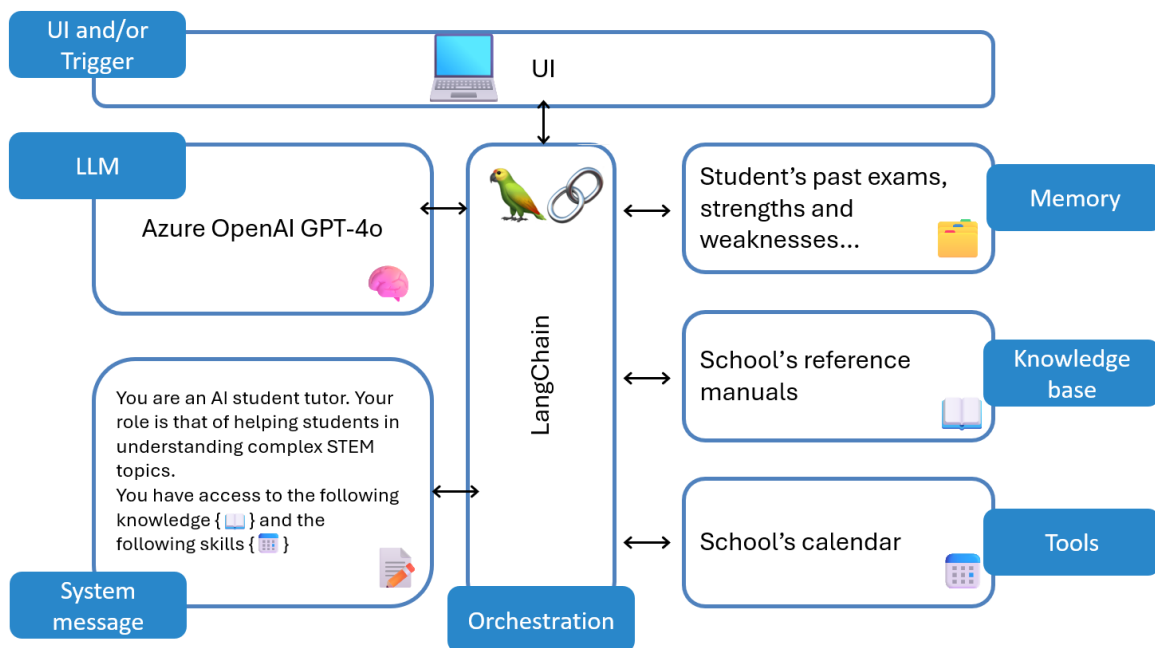 UI and/or
Trigger
UI
LLM
Azure OpenAI GPT-4o
Student’s past exams,
strengths and
weaknesses...
Memory
LangChain
School’s reference
manuals
Knowledge
base
You are an AI student tutor. Your
role is that of helping students in
understanding complex STEM
topics.
You have access to the following
knowledge { 📖 } and the
following skills { 📅 }
System
message
School’s calendar
Tools
Orchestration